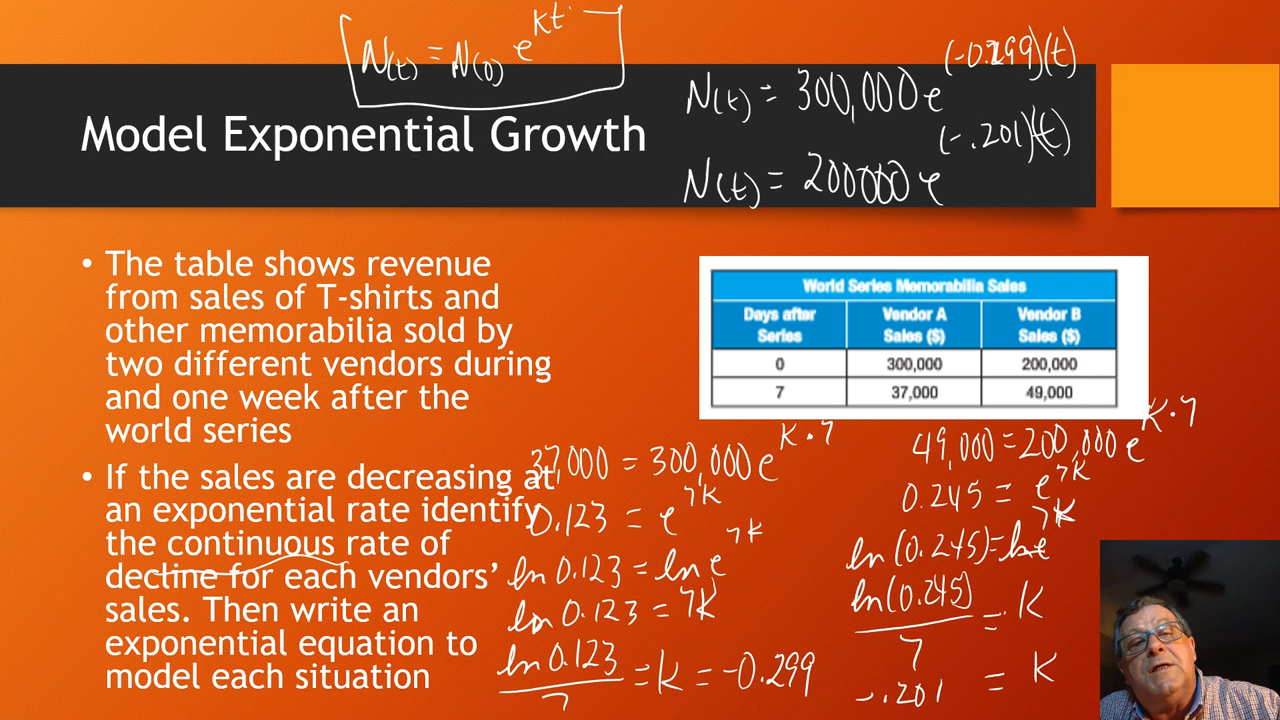 N(t) = N(0) e^kt
N(t) = 300,000 e^(-0.299)(t)
N(t) = 200000 e^(-.201)(t)
Model Exponential Growth
• The table shows revenue
from sales of T-shirts and
other memorabilia sold by
two different vendors during
and one week after the
world series
• If the sales are decreasing at
an exponential rate identify
the continuous rate of
decline for each vendors'
sales. Then write an
exponential equation to
model each situation
World Series Memorabilia Sales
Days after Series Vendor A Sales ($) Vendor B Sales ($)
0 300,000 200,000
7 37,000 49,000
37,000 = 300,000 e^K·7
0.123 = e^7K
ln 0.123 = ln e^7K
ln 0.123 = 7K
ln 0.123 / 7 = K = -0.299
49,000 = 200,000 e^K·7
0.245 = e^7K
ln(0.245) = ln e^7K
ln(0.245) / 7 = K
-.201 = K